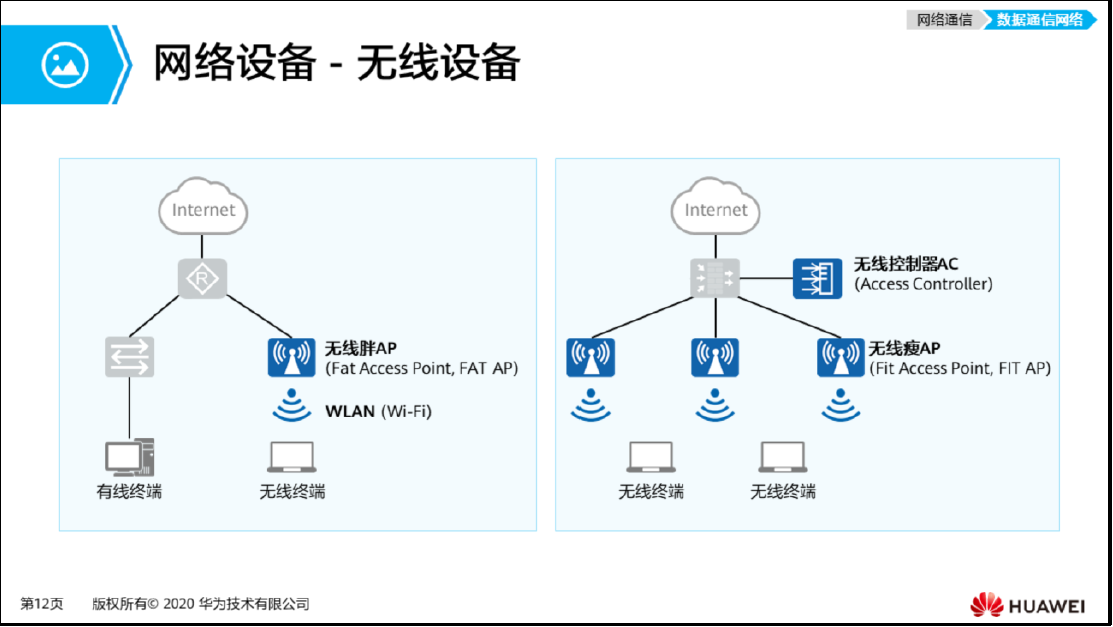 网络通信
数据通信网络
网络设备 - 无线设备
Internet
R
无线胖AP
(Fat Access Point, FAT AP)
WLAN (Wi-Fi)
有线终端
无线终端
Internet
无线控制器AC
(Access Controller)
无线瘦AP
(Fit Access Point, FIT AP)
无线终端
无线终端
第12页
版权所有© 2020 华为技术有限公司
HUAWEI